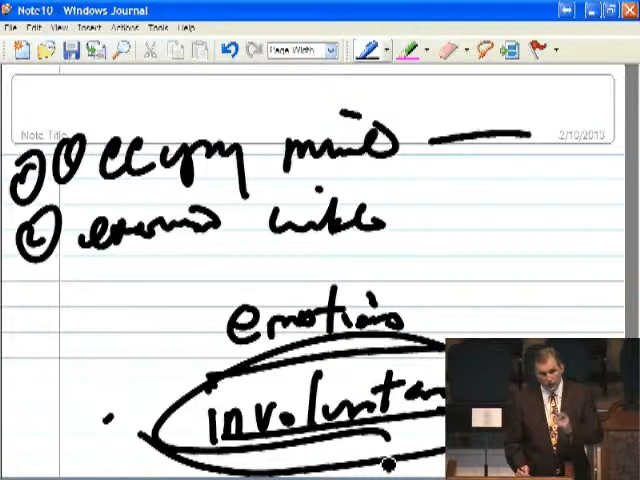 Note10 - Windows Journal
File Edit View Insert Actions Tools Help
Page Width
Note Title
2/10/2013
① Occupy mind
②
emotions
involuntar